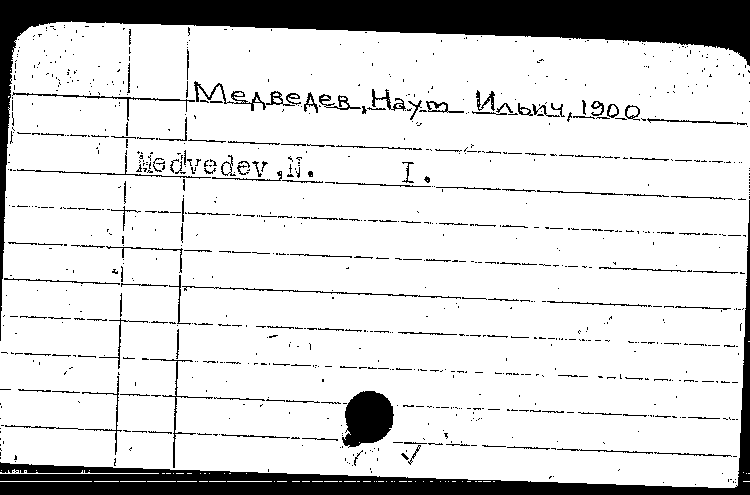 Медведев, Наум Ильич, 1900
Medvedev, N. I.